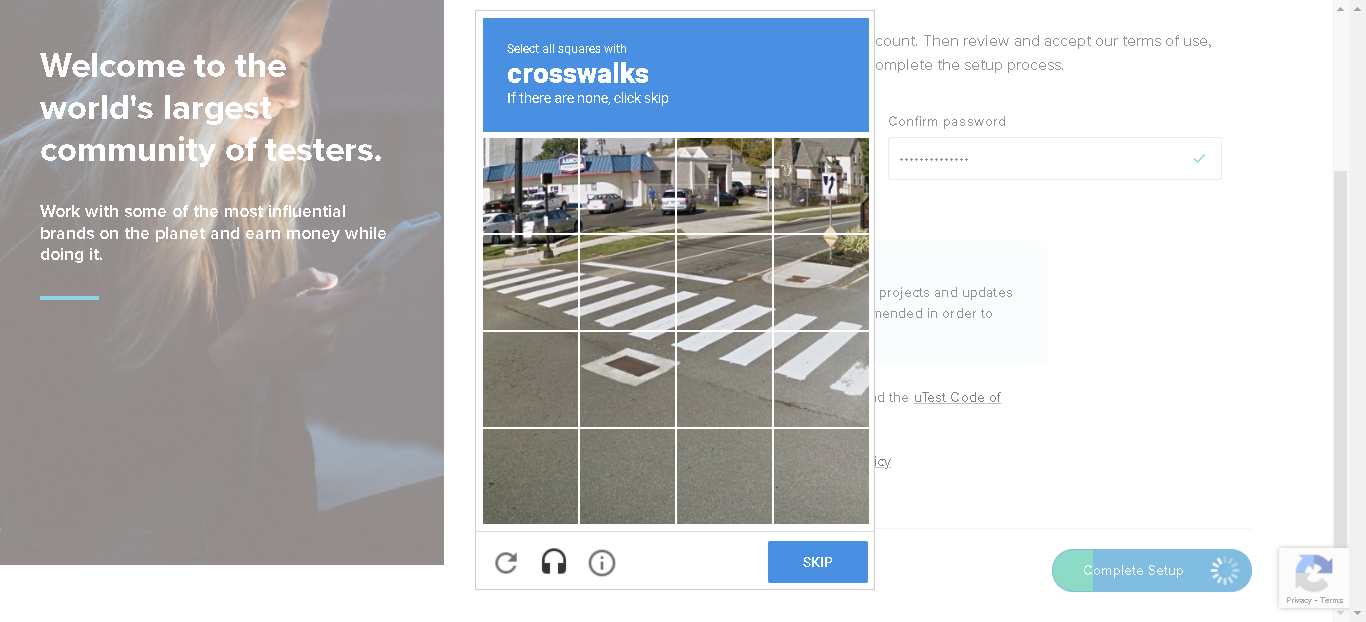 Welcome to the
world's largest
community of testers.
Work with some of the most influential
brands on the planet and earn money while
doing it.
Select all squares with
crosswalks
If there are none, click skip
SKIP
count. Then review and accept our terms of use,
omplete the setup process.
Confirm password
projects and updates
mended in order to
nd the uTest Code of
icy
Complete Setup
Privacy - Terms